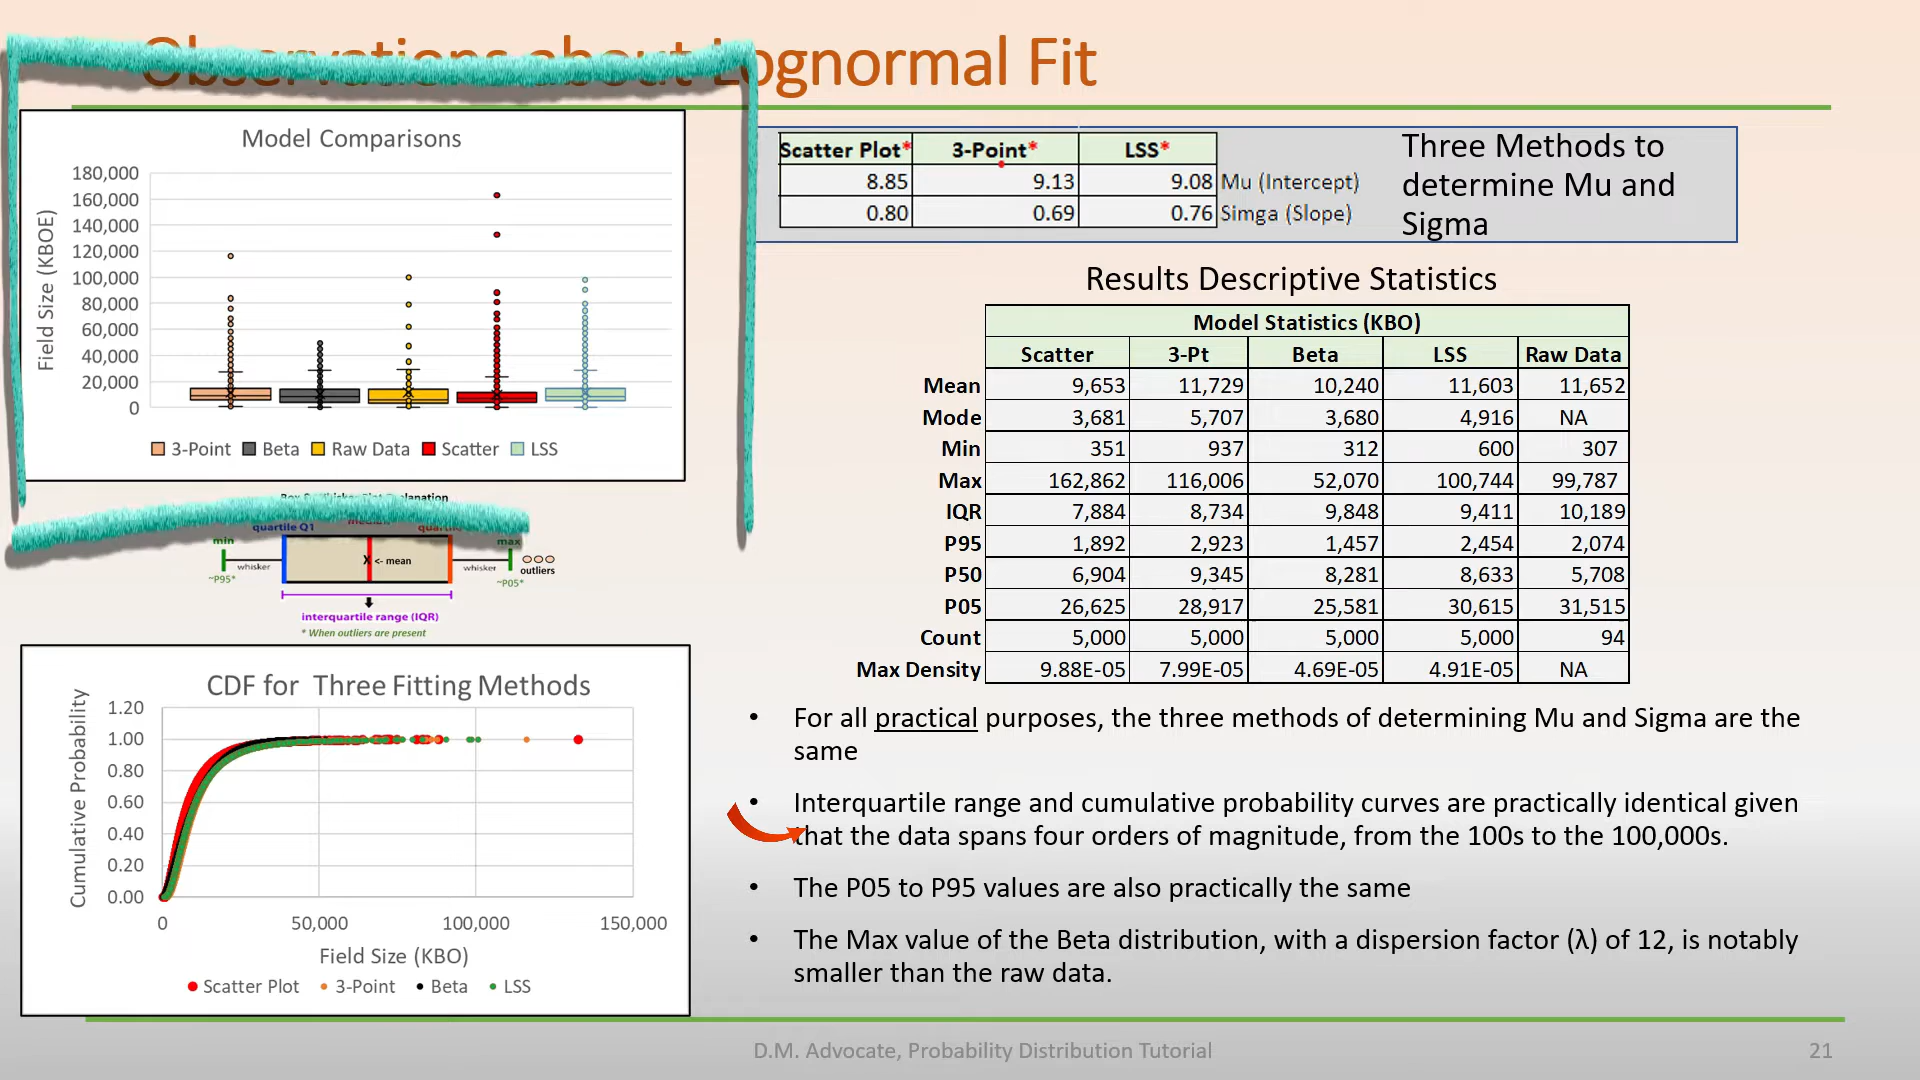 Observations about Lognormal Fit
Model Comparisons
180,000
160,000
140,000
120,000
100,000
80,000
60,000
40,000
20,000
0
Field Size (KBOE)
3-Point Beta Raw Data Scatter LSS
quartile Q1
min
max
X <- mean
whisker
whisker
outliers
~P95*
~P05*
interquartile range (IQR)
* When outliers are present
CDF for Three Fitting Methods
1.20
1.00
0.80
0.60
0.40
0.20
0.00
Cumulative Probability
0 50,000 100,000 150,000
Field Size (KBO)
Scatter Plot 3-Point Beta LSS
Scatter Plot* 3-Point* LSS*
8.85 9.13 9.08 Mu (Intercept)
0.80 0.69 0.76 Simga (Slope)
Three Methods to
determine Mu and
Sigma
Results Descriptive Statistics
Model Statistics (KBO)
Scatter 3-Pt Beta LSS Raw Data
Mean 9,653 11,729 10,240 11,603 11,652
Mode 3,681 5,707 3,680 4,916 NA
Min 351 937 312 600 307
Max 162,862 116,006 52,070 100,744 99,787
IQR 7,884 8,734 9,848 9,411 10,189
P95 1,892 2,923 1,457 2,454 2,074
P50 6,904 9,345 8,281 8,633 5,708
P05 26,625 28,917 25,581 30,615 31,515
Count 5,000 5,000 5,000 5,000 94
Max Density 9.88E-05 7.99E-05 4.69E-05 4.91E-05 NA
• For all practical purposes, the three methods of determining Mu and Sigma are the
same
• Interquartile range and cumulative probability curves are practically identical given
that the data spans four orders of magnitude, from the 100s to the 100,000s.
• The P05 to P95 values are also practically the same
• The Max value of the Beta distribution, with a dispersion factor (λ) of 12, is notably
smaller than the raw data.
D.M. Advocate, Probability Distribution Tutorial
21